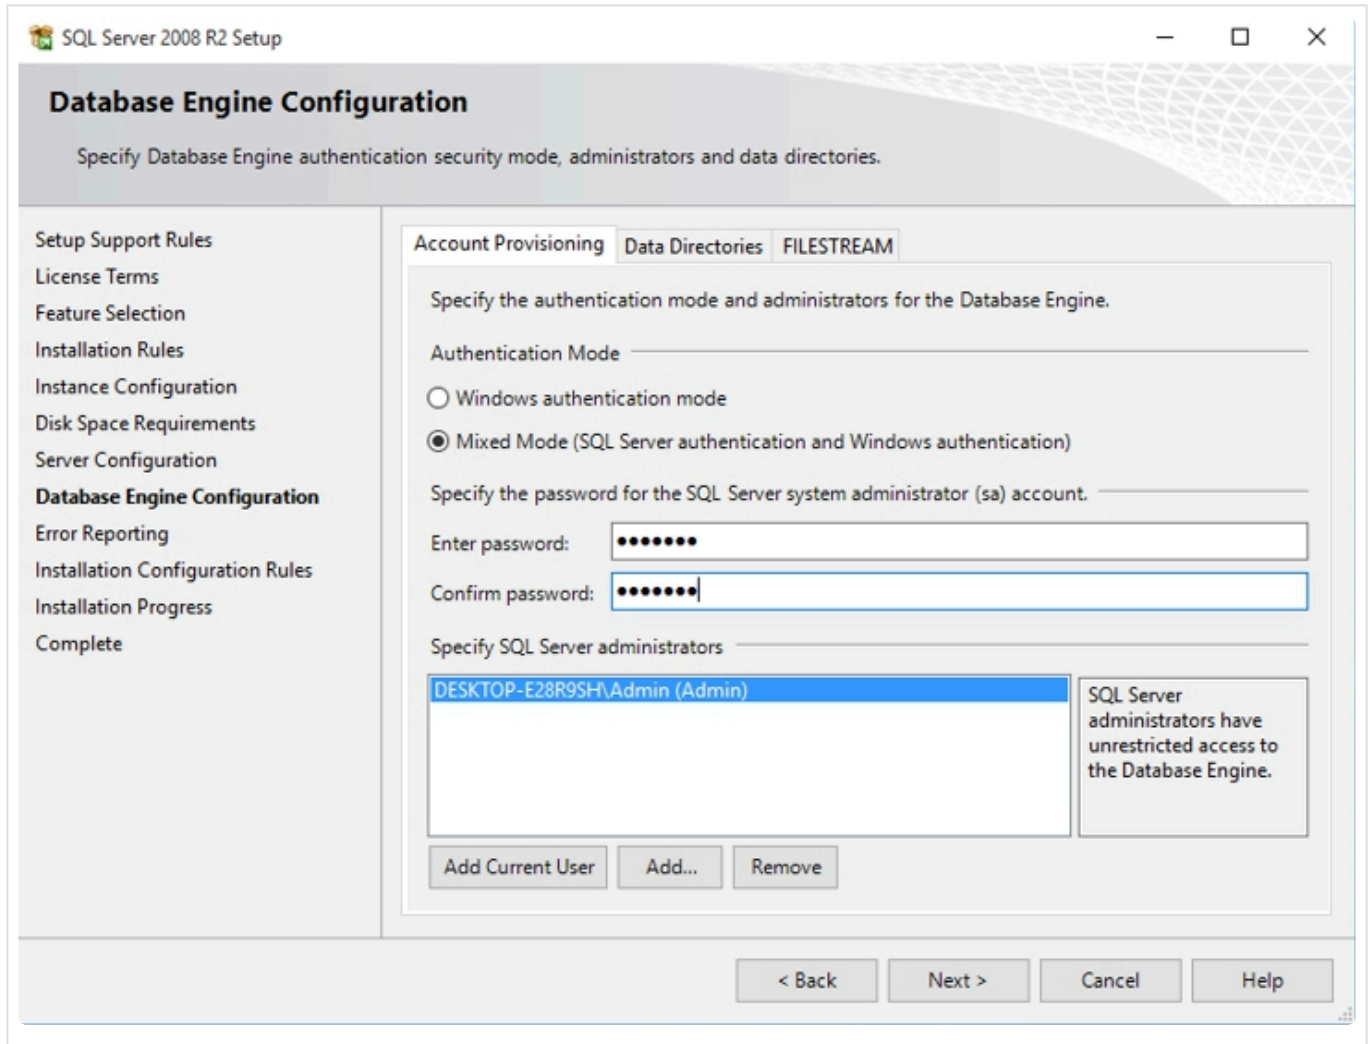 SQL Server 2008 R2 Setup
Database Engine Configuration
Specify Database Engine authentication security mode, administrators and data directories.
Setup Support Rules
License Terms
Feature Selection
Installation Rules
Instance Configuration
Disk Space Requirements
Server Configuration
Database Engine Configuration
Error Reporting
Installation Configuration Rules
Installation Progress
Complete
Account Provisioning Data Directories FILESTREAM
Specify the authentication mode and administrators for the Database Engine.
Authentication Mode
Windows authentication mode
Mixed Mode (SQL Server authentication and Windows authentication)
Specify the password for the SQL Server system administrator (sa) account.
Enter password: •••••••
Confirm password: •••••••
Specify SQL Server administrators
DESKTOP-E28R9SH\Admin (Admin)
SQL Server
administrators have
unrestricted access to
the Database Engine.
Add Current User Add... Remove
< Back Next > Cancel Help